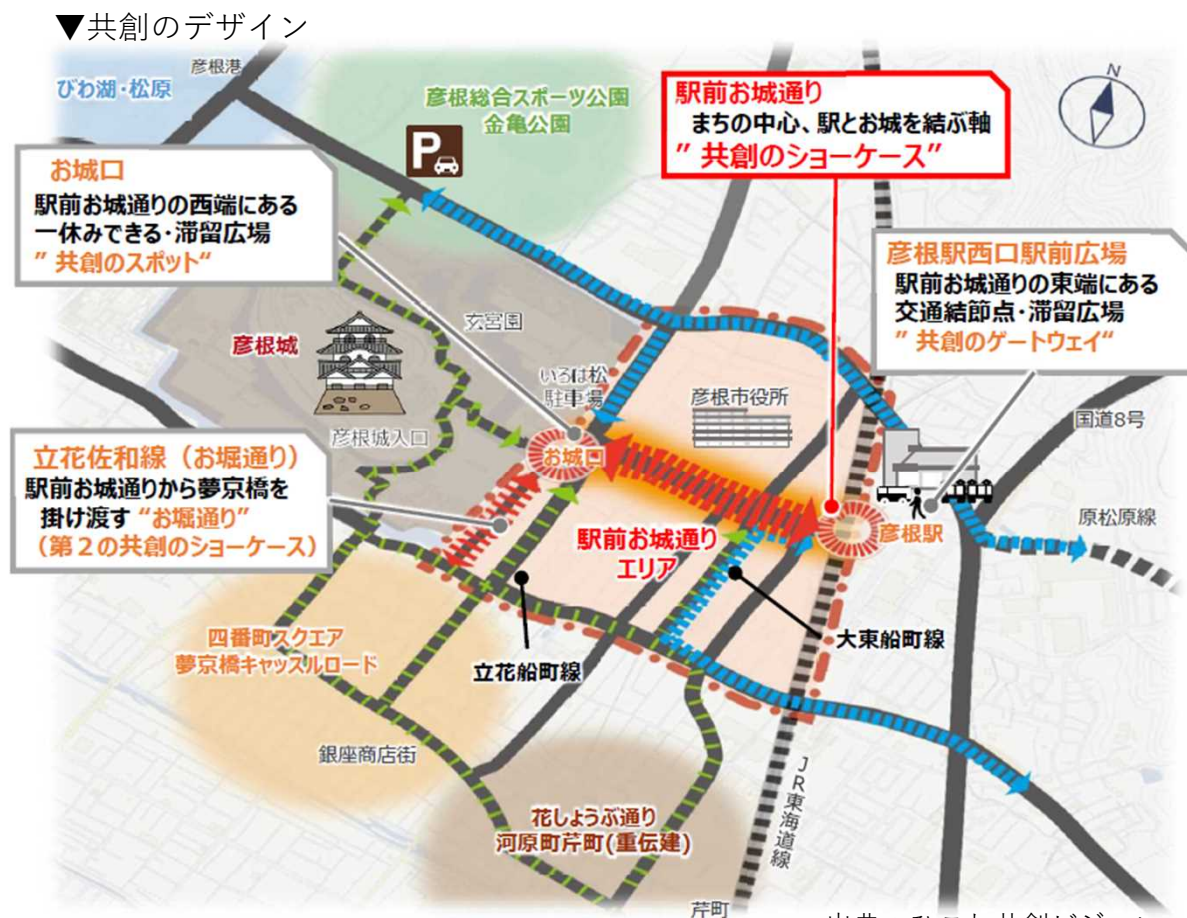 ▼共創のデザイン
彦根港
びわ湖・松原
彦根総合スポーツ公園
金亀公園
P
N
駅前お城通り
まちの中心、駅とお城を結ぶ軸
”共創のショーケース”
お城口
駅前お城通りの西端にある
一休みできる・滞留広場
”共創のスポット“
彦根駅西口駅前広場
駅前お城通りの東端にある
交通結節点・滞留広場
”共創のゲートウェイ“
玄宮園
彦根城
いろは松
駐車場
彦根市役所
国道8号
彦根城入口
お城口
立花佐和線（お堀通り）
駅前お城通りから夢京橋を
掛け渡す“お堀通り”
（第２の共創のショーケース）
彦根駅
原松原線
駅前お城通り
エリア
大東船町線
四番町スクエア
夢京橋キャッスルロード
立花船町線
銀座商店街
JR東海道線
花しょうぶ通り
河原町芹町(重伝建)
芹町